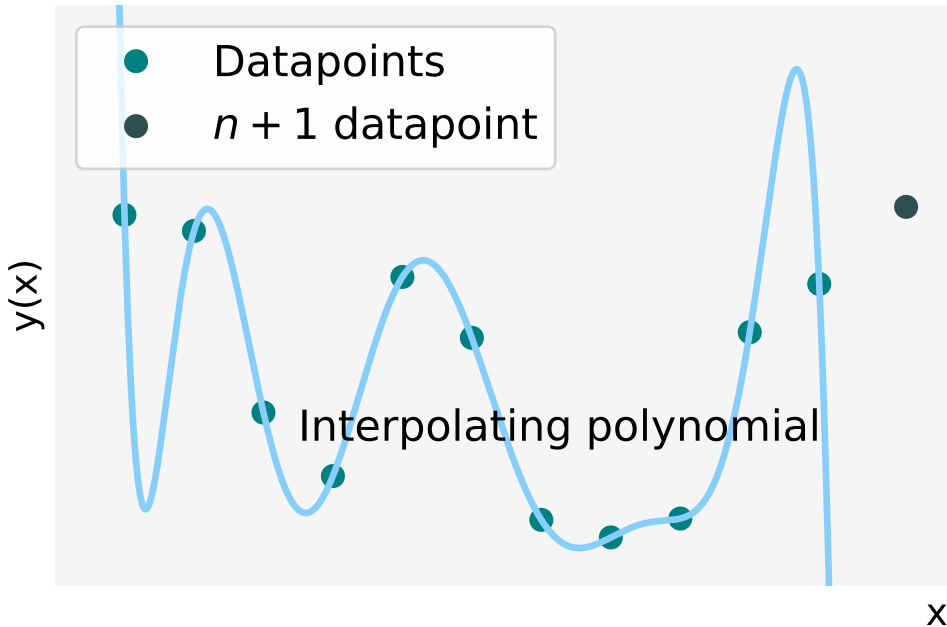 Datapoints
n + 1 datapoint
y(x)
Interpolating polynomial
x